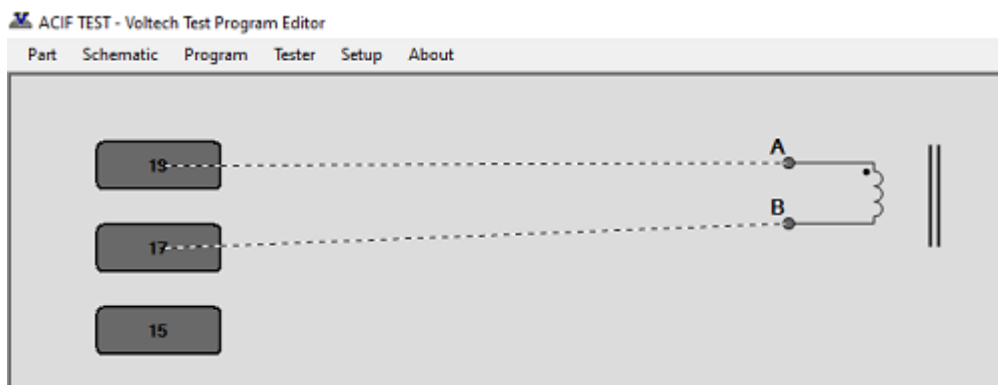 ACIF TEST - Voltech Test Program Editor
Part Schematic Program Tester Setup About
19 A
B
17
15